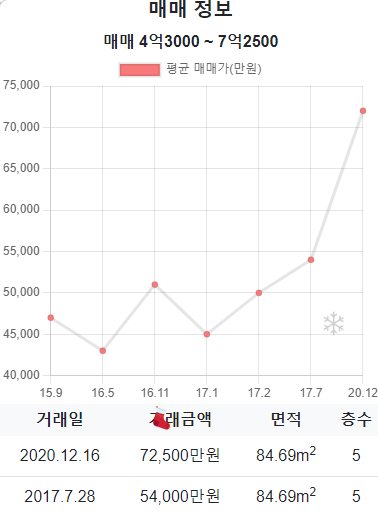 매매 정보
매매 4억3000 ~ 7억2500
평균 매매가(만원)
75,000
70,000
65,000
60,000
55,000
50,000
45,000
40,000
15.9 16.5 16.11 17.1 17.2 17.7 20.12
거래일 거래금액 면적 층수
2020.12.16 72,500만원 84.69m² 5
2017.7.28 54,000만원 84.69m² 5